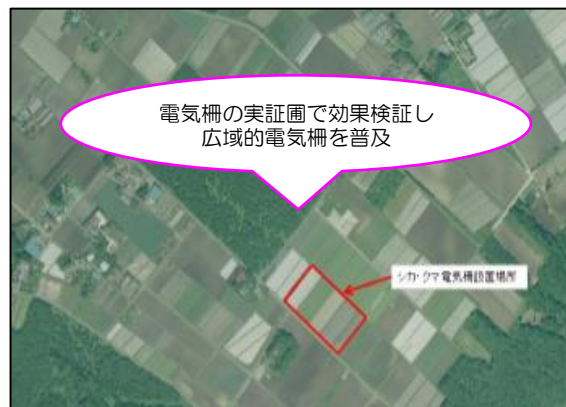 電気柵の実証圃で効果検証し
広域的電気柵を普及
シカ・クマ電気柵設置場所